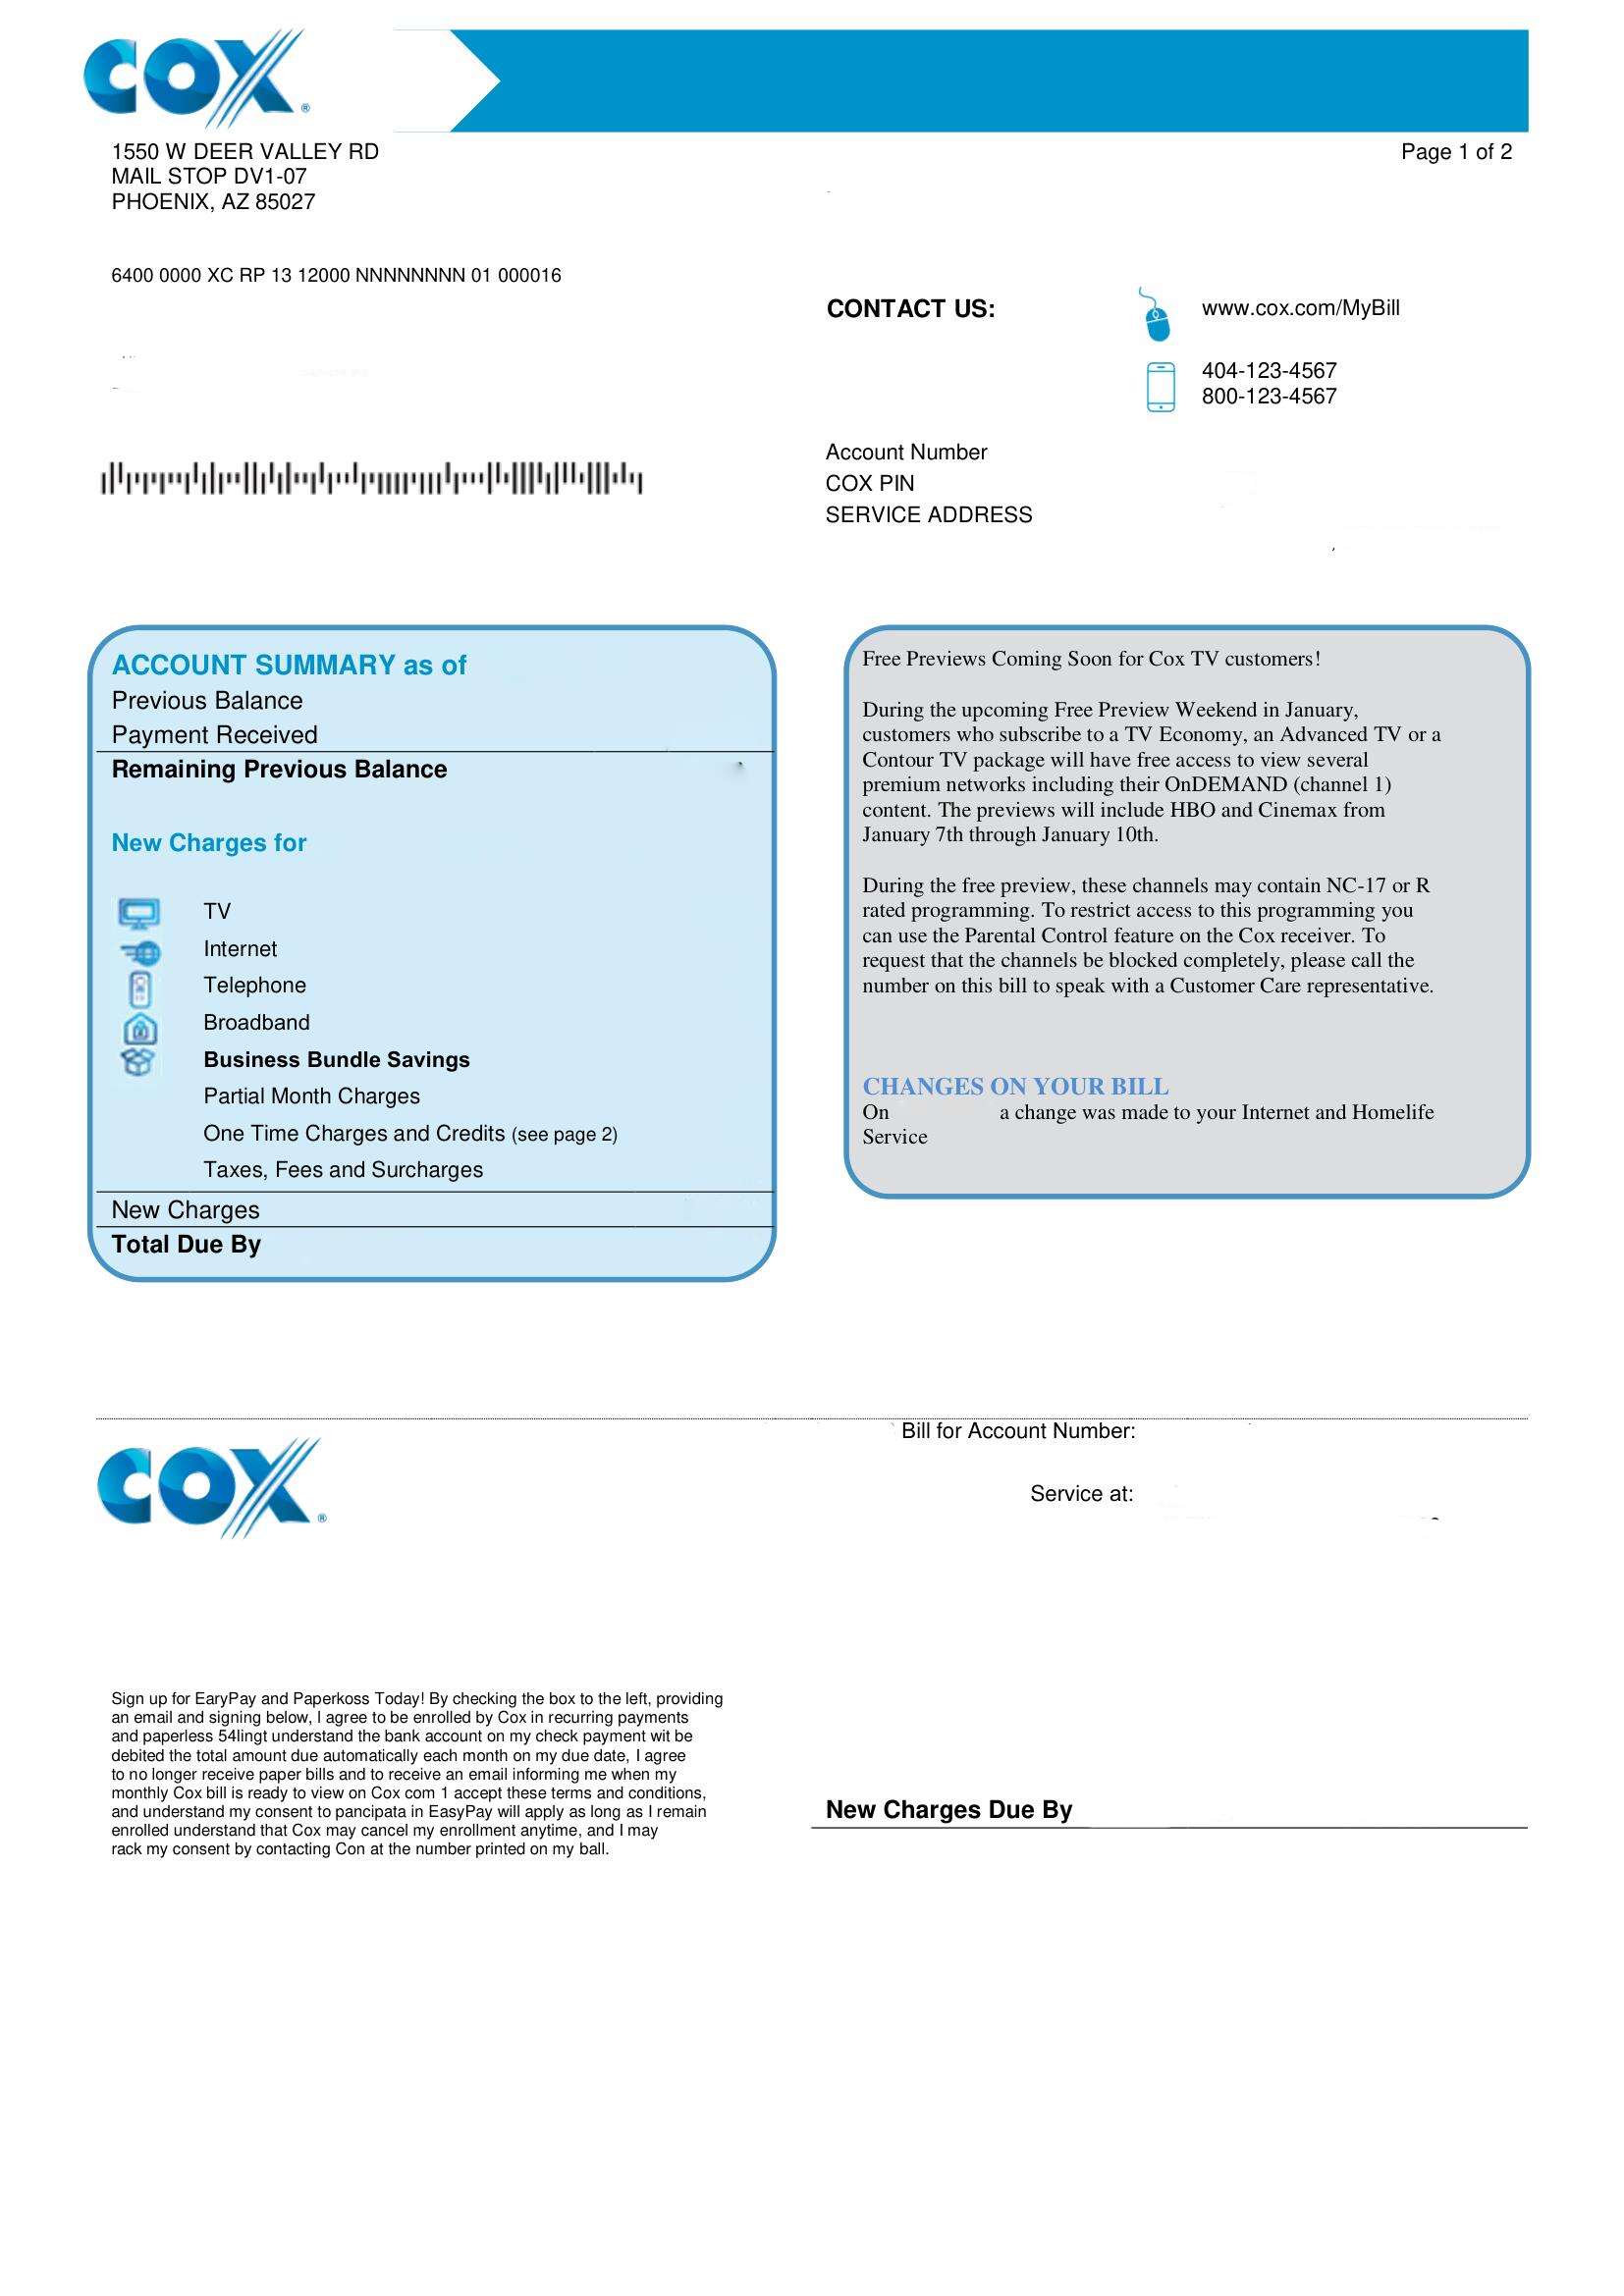 COX
1550 W DEER VALLEY RD
MAIL STOP DV1-07
PHOENIX, AZ 85027
Page 1 of 2
6400 0000 XC RP 13 12000 NNNNNNNN 01 000016
CONTACT US:
www.cox.com/MyBill
404-123-4567
800-123-4567
Account Number
COX PIN
SERVICE ADDRESS
ACCOUNT SUMMARY as of
Previous Balance
Payment Received
Remaining Previous Balance
New Charges for
TV
Internet
Telephone
Broadband
Business Bundle Savings
Partial Month Charges
One Time Charges and Credits (see page 2)
Taxes, Fees and Surcharges
New Charges
Total Due By
Free Previews Coming Soon for Cox TV customers!
During the upcoming Free Preview Weekend in January,
customers who subscribe to a TV Economy, an Advanced TV or a
Contour TV package will have free access to view several
premium networks including their OnDEMAND (channel 1)
content. The previews will include HBO and Cinemax from
January 7th through January 10th.
During the free preview, these channels may contain NC-17 or R
rated programming. To restrict access to this programming you
can use the Parental Control feature on the Cox receiver. To
request that the channels be blocked completely, please call the
number on this bill to speak with a Customer Care representative.
CHANGES ON YOUR BILL
On a change was made to your Internet and Homelife
Service
COX
Bill for Account Number:
Service at:
Sign up for EaryPay and Paperkoss Today! By checking the box to the left, providing
an email and signing below, I agree to be enrolled by Cox in recurring payments
and paperless 54lingt understand the bank account on my check payment wit be
debited the total amount due automatically each month on my due date, I agree
to no longer receive paper bills and to receive an email informing me when my
monthly Cox bill is ready to view on Cox com 1 accept these terms and conditions,
and understand my consent to pancipata in EasyPay will apply as long as I remain
enrolled understand that Cox may cancel my enrollment anytime, and I may
rack my consent by contacting Con at the number printed on my ball.
New Charges Due By